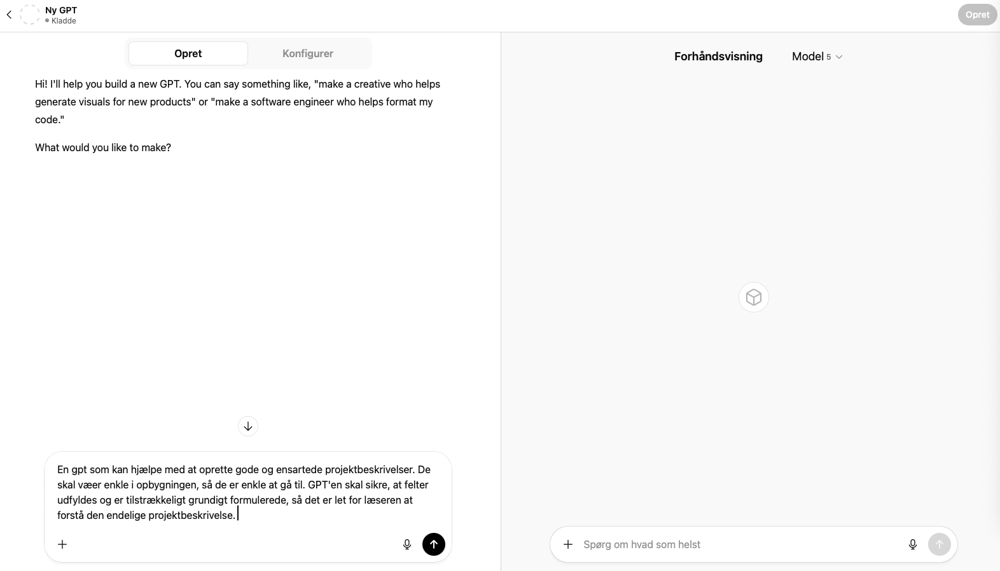 Ny GPT
Kladde
Opret
Opret
Konfigurer
Hi! I'll help you build a new GPT. You can say something like, "make a creative who helps
generate visuals for new products" or "make a software engineer who helps format my
code."
What would you like to make?
En gpt som kan hjælpe med at oprette gode og ensartede projektbeskrivelser. De
skal væer enkle i opbygningen, så de er enkle at gå til. GPT'en skal sikre, at felter
udfyldes og er tilstrækkeligt grundigt formulerede, så det er let for læseren at
forstå den endelige projektbeskrivelse.
Forhåndsvisning
Model 5
Spørg om hvad som helst